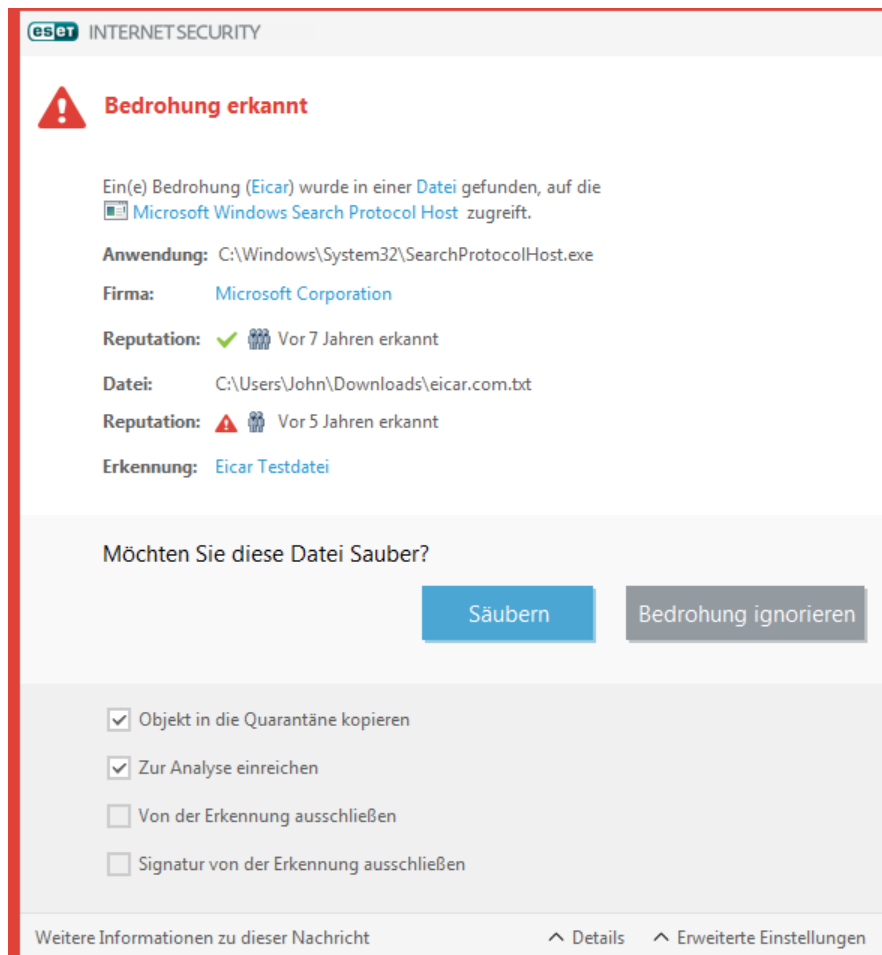 eset INTERNET SECURITY
Bedrohung erkannt
Ein(e) Bedrohung (Eicar) wurde in einer Datei gefunden, auf die
Microsoft Windows Search Protocol Host zugreift.
Anwendung: C:\Windows\System32\SearchProtocolHost.exe
Firma: Microsoft Corporation
Reputation: Vor 7 Jahren erkannt
Datei: C:\Users\John\Downloads\eicar.com.txt
Reputation: Vor 5 Jahren erkannt
Erkennung: Eicar Testdatei
Möchten Sie diese Datei Sauber?
Säubern Bedrohung ignorieren
Objekt in die Quarantäne kopieren
Zur Analyse einreichen
Von der Erkennung ausschließen
Signatur von der Erkennung ausschließen
Weitere Informationen zu dieser Nachricht Details Erweiterte Einstellungen